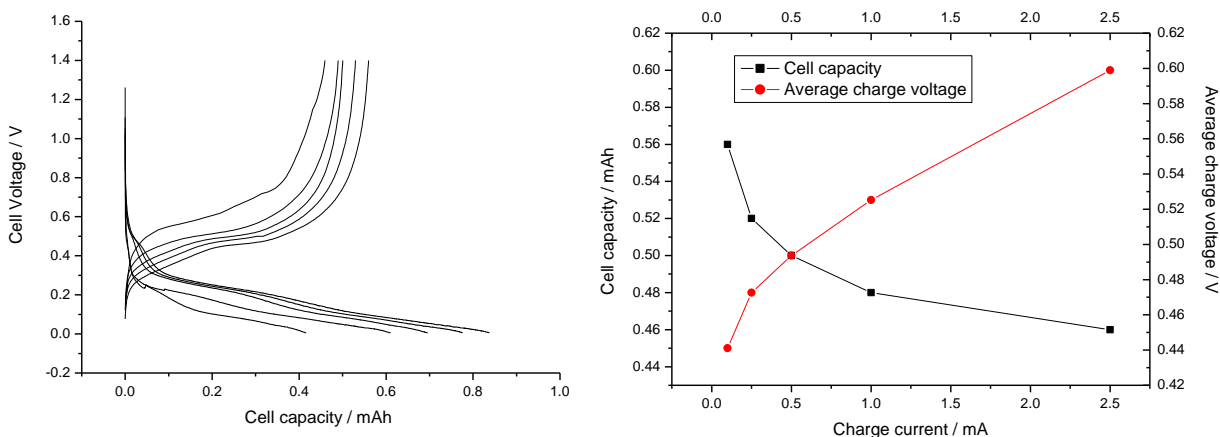 1.6
1.4
1.2
1.0
0.8
0.6
0.4
0.2
0.0
-0.2
Cell Voltage / V
0.0 0.2 0.4 0.6 0.8 1.0
Cell capacity / mAh
0.0 0.5 1.0 1.5 2.0 2.5
0.62
0.60
0.58
0.56
0.54
0.52
0.50
0.48
0.46
0.44
Cell capacity / mAh
Cell capacity
Average charge voltage
0.62
0.60
0.58
0.56
0.54
0.52
0.50
0.48
0.46
0.44
0.42
Average charge
voltage / V
0.0 0.5 1.0 1.5 2.0 2.5
Charge current / mA